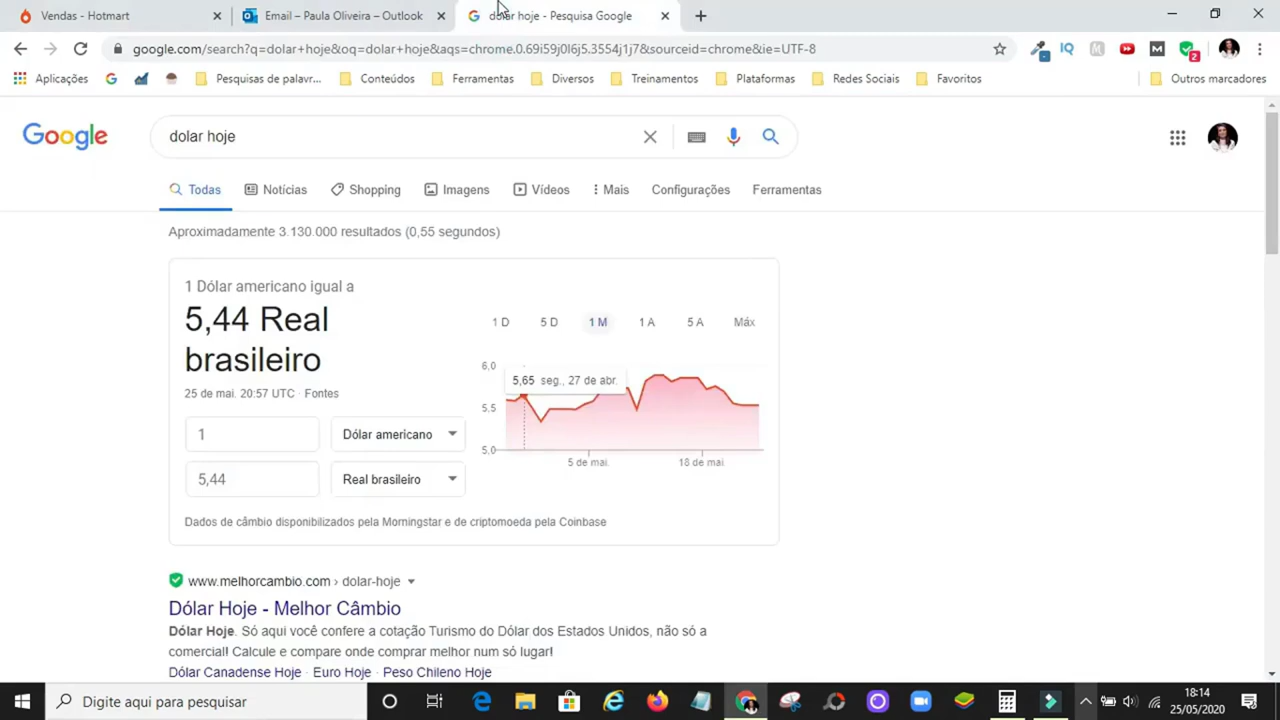 Vendas - Hotmart
Email – Paula Oliveira – Outlook
dolar hoje - Pesquisa Google
google.com/search?q=dolar+hoje&oq=dolar+hoje&aqs=chrome.0.69i59j0l6j5.3554j1j7&sourceid=chrome&ie=UTF-8
Aplicações
Pesquisas de palavr...
Conteúdos
Ferramentas
Diversos
Treinamentos
Plataformas
Redes Sociais
Favoritos
Outros marcadores
Google
dolar hoje
Todas
Notícias
Shopping
Imagens
Vídeos
Mais
Configurações
Ferramentas
Aproximadamente 3.130.000 resultados (0,55 segundos)
1 Dólar americano igual a
5,44 Real
brasileiro
25 de mai. 20:57 UTC · Fontes
1 Dólar americano
5,44 Real brasileiro
1 D 5 D 1 M 1 A 5 A Máx
6,0
5,65 seg., 27 de abr.
5,5
5,0
5 de mai. 18 de mai.
Dados de câmbio disponibilizados pela Morningstar e de criptomoeda pela Coinbase
www.melhorcambio.com › dolar-hoje
Dólar Hoje - Melhor Câmbio
Dólar Hoje. Só aqui você confere a cotação Turismo do Dólar dos Estados Unidos, não só a
comercial! Calcule e compare onde comprar melhor num só lugar!
Dólar Canadense Hoje · Euro Hoje · Peso Chileno Hoje
Digite aqui para pesquisar
18:14
25/05/2020